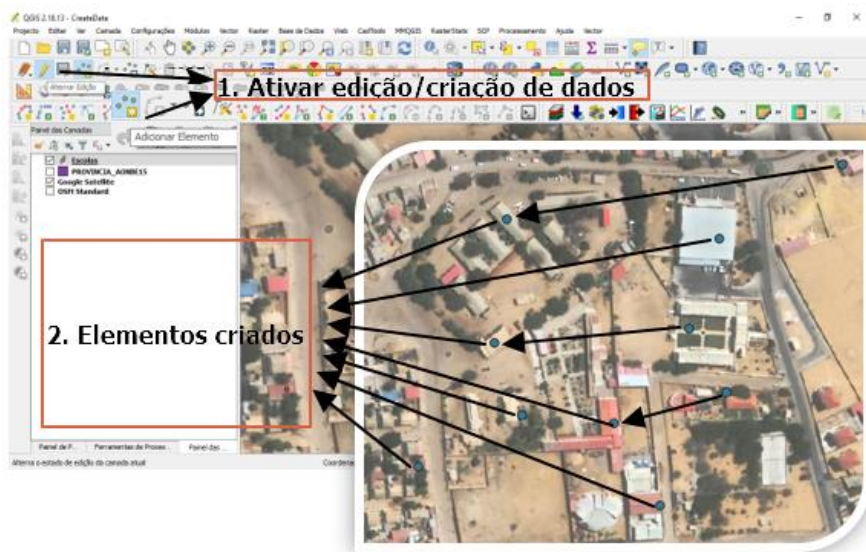 QGIS 2.18.13 - CreateData
Projecto Editar Ver Camada Configurações Módulos Vector Raster Base de Dados Web CadTools MMQGIS RasterStats SCP Processamento Ajuda Vector
1. Ativar edição/criação de dados
Alternar Edição
Adicionar Elemento
Painel das Camadas
Escolas
PROVINCIA_AONBE15
Google Satellite
OSM Standard
2. Elementos criados
Painel de P... Ferramentas de Proces... Painel das ...
Alterna o estado de edição da camada atual
Coordena